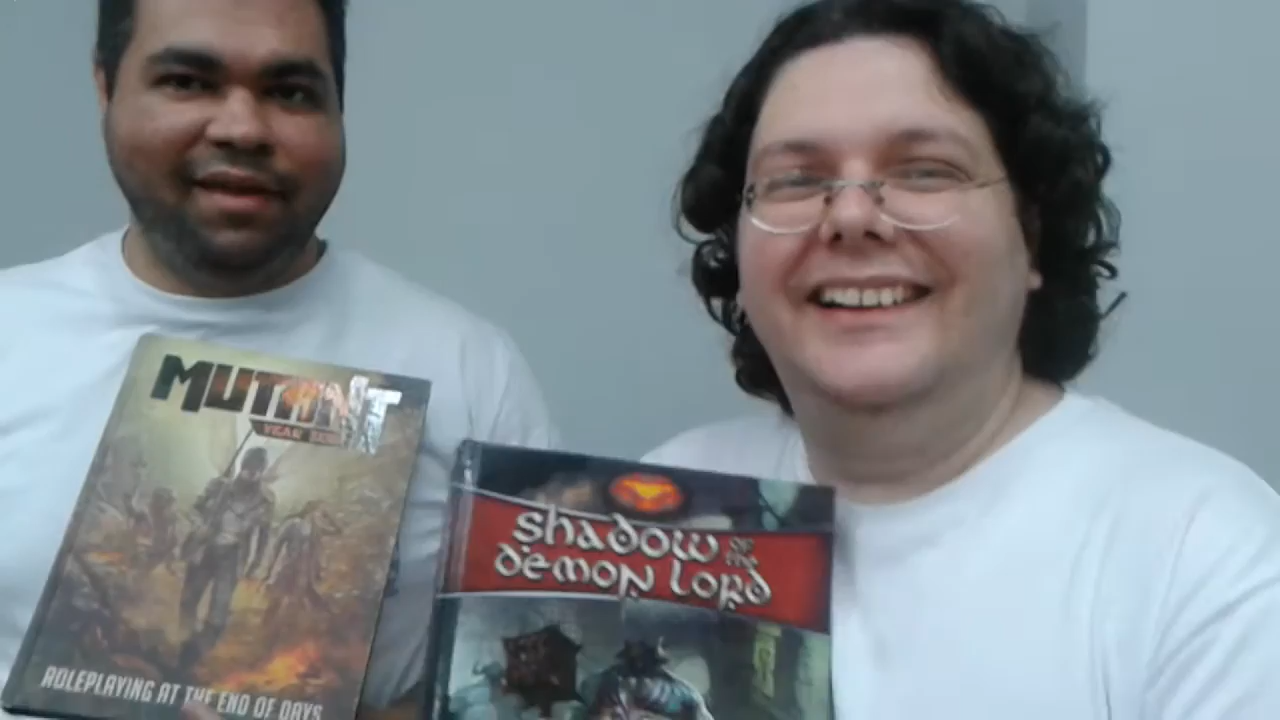 MUTANT
YEAR ZERO
ROLEPLAYING AT THE END OF DAYS
shadow of the
demon lord